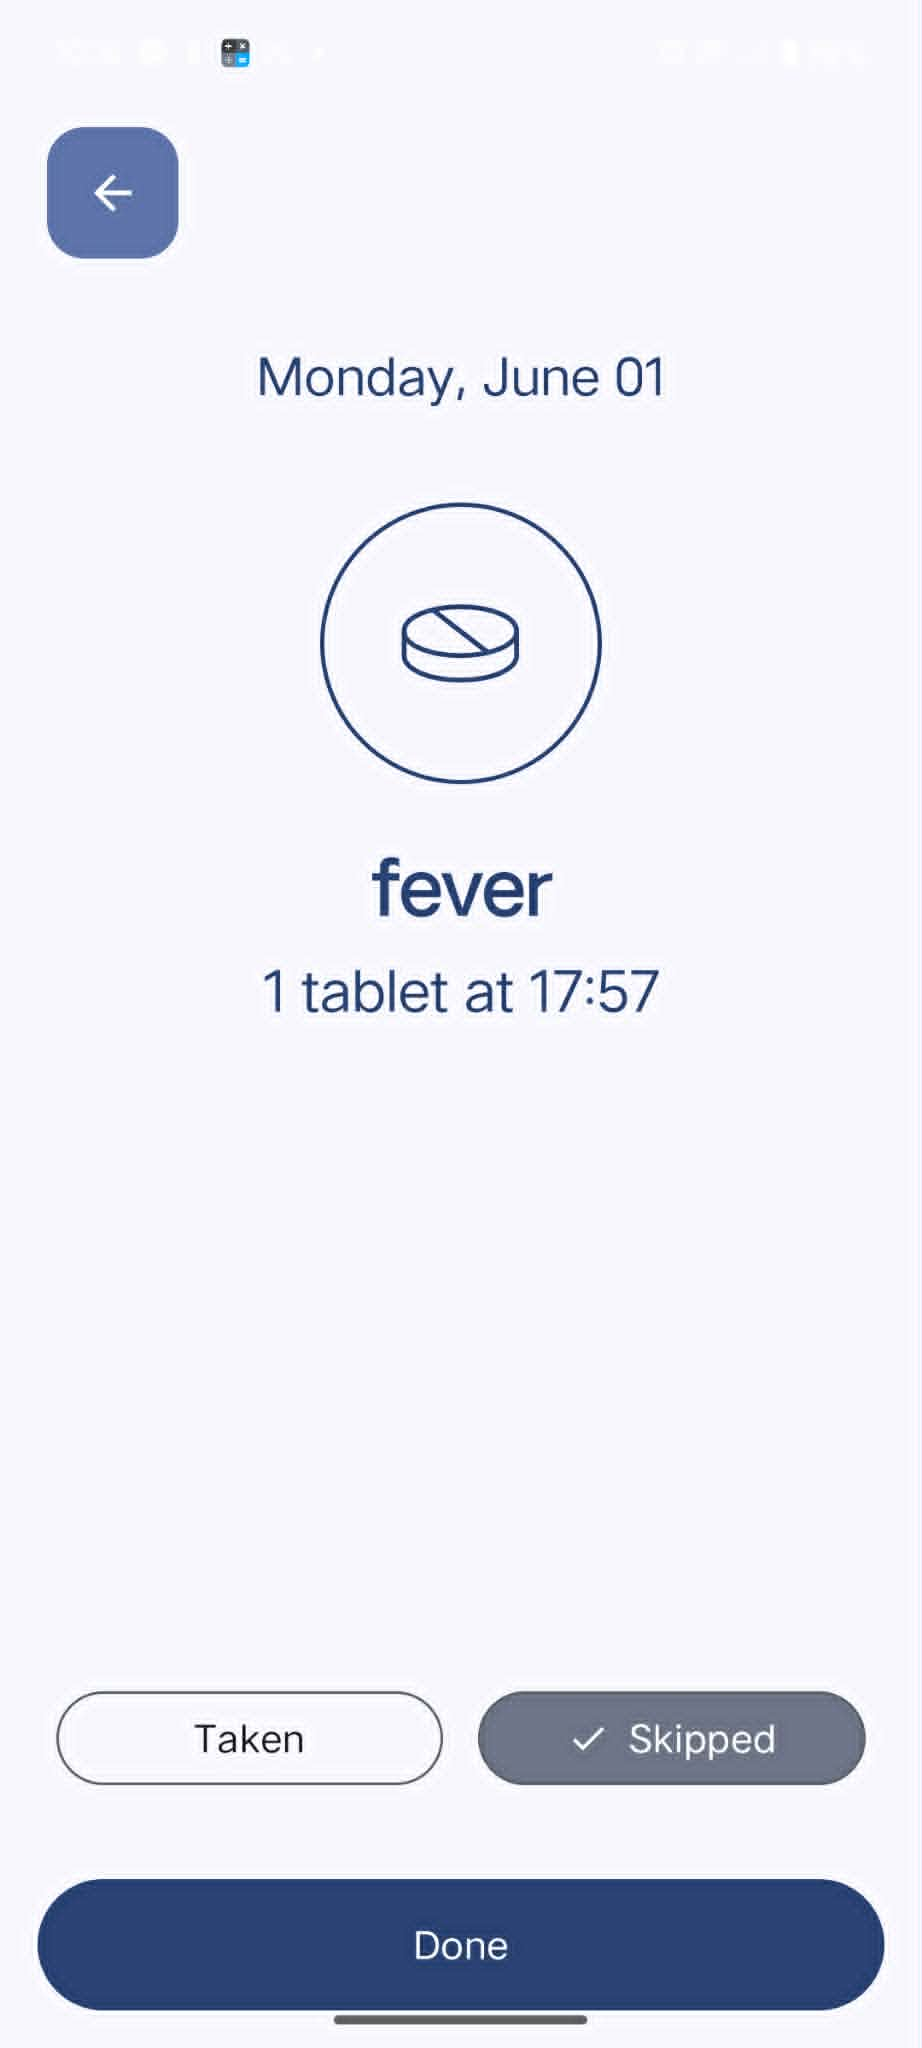 Monday, June 01
fever
1 tablet at 17:57
Taken
Skipped
Done